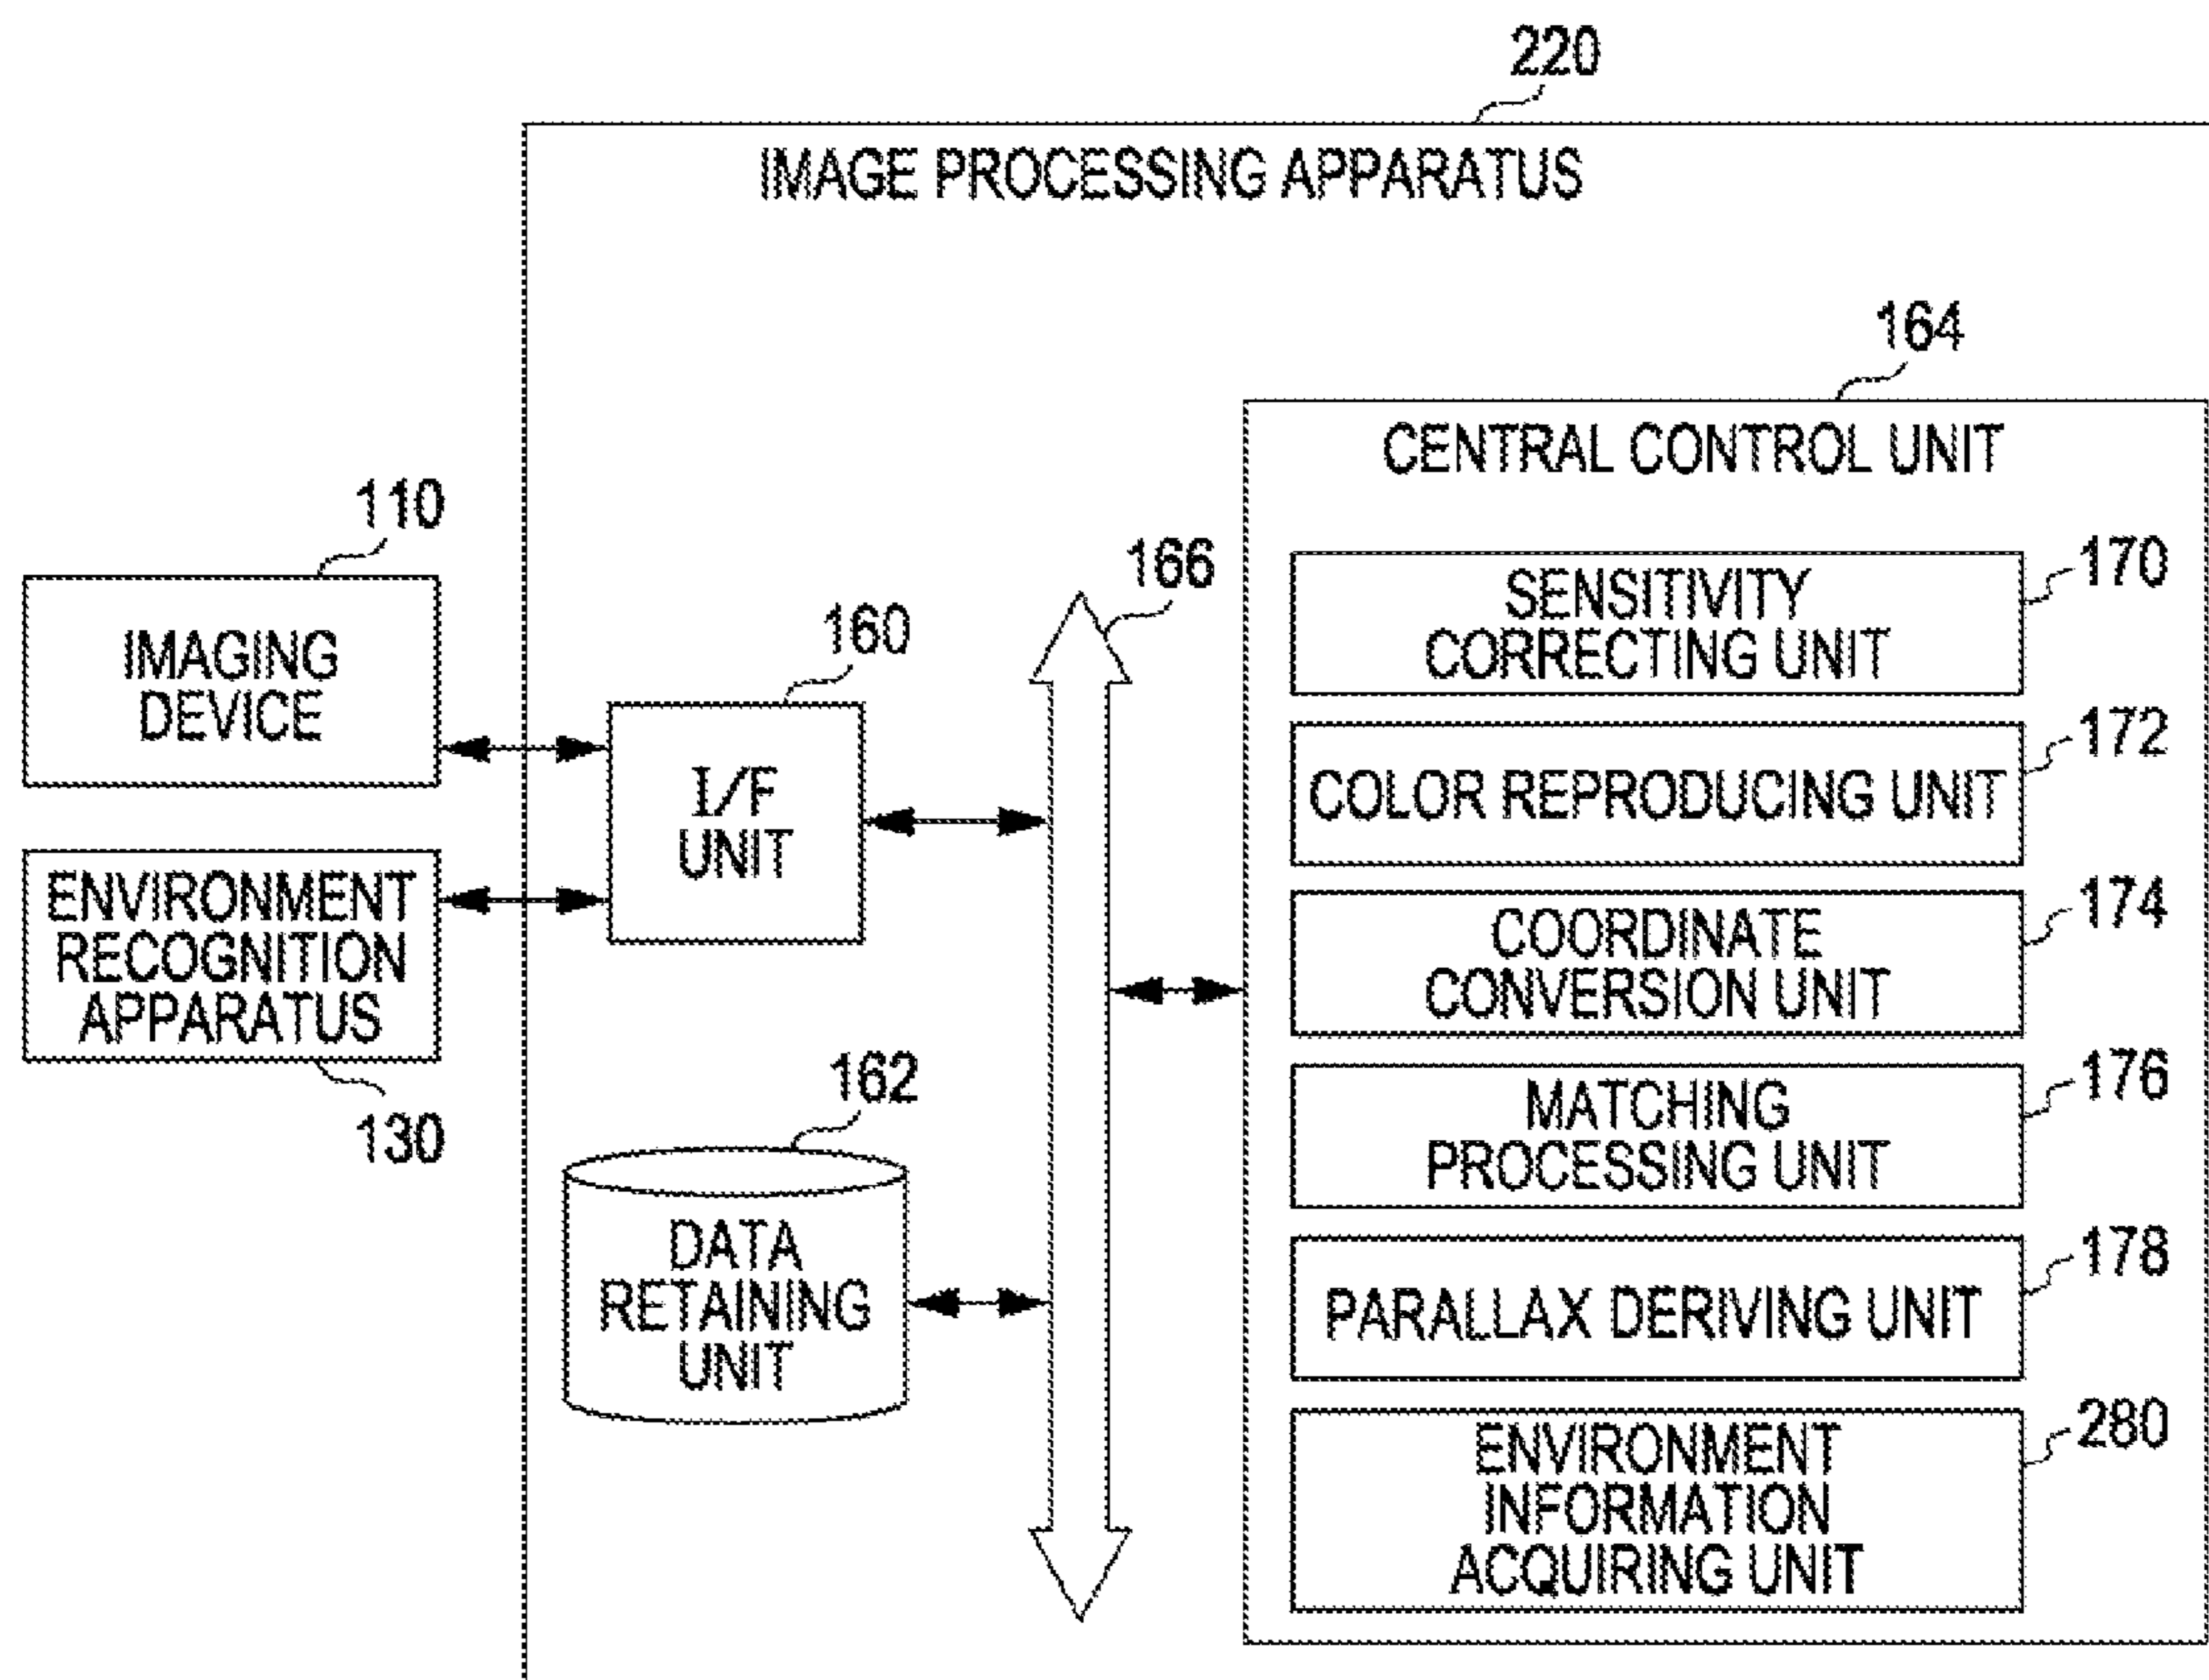 220
IMAGE PROCESSING APPARATUS
164
CENTRAL CONTROL UNIT
110
IMAGING
DEVICE
160
I/F
UNIT
166
SENSITIVITY
CORRECTING UNIT
170
COLOR REPRODUCING UNIT
172
ENVIRONMENT
RECOGNITION
APPARATUS
130
COORDINATE
CONVERSION UNIT
174
162
DATA
RETAINING
UNIT
MATCHING
PROCESSING UNIT
176
PARALLAX DERIVING UNIT
178
ENVIRONMENT
INFORMATION
ACQUIRING UNIT
280